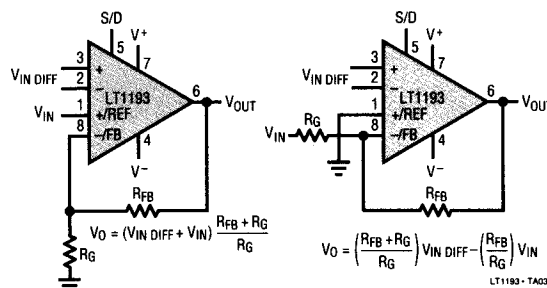 S/D
V+
5
7
3
+
VIN DIFF
2
−
LT1193
6
VOUT
VIN
1
+/REF
8
−/FB
4
V−
RFB
RG
VO = (VIN DIFF + VIN) (RFB + RG)/RG
S/D
V+
5
7
3
+
VIN DIFF
2
−
LT1193
6
VOUT
1
+/REF
VIN
RG
8
−/FB
4
V−
RFB
VO = ((RFB + RG)/RG) VIN DIFF − (RFB/RG) VIN
LT1193 • TA03